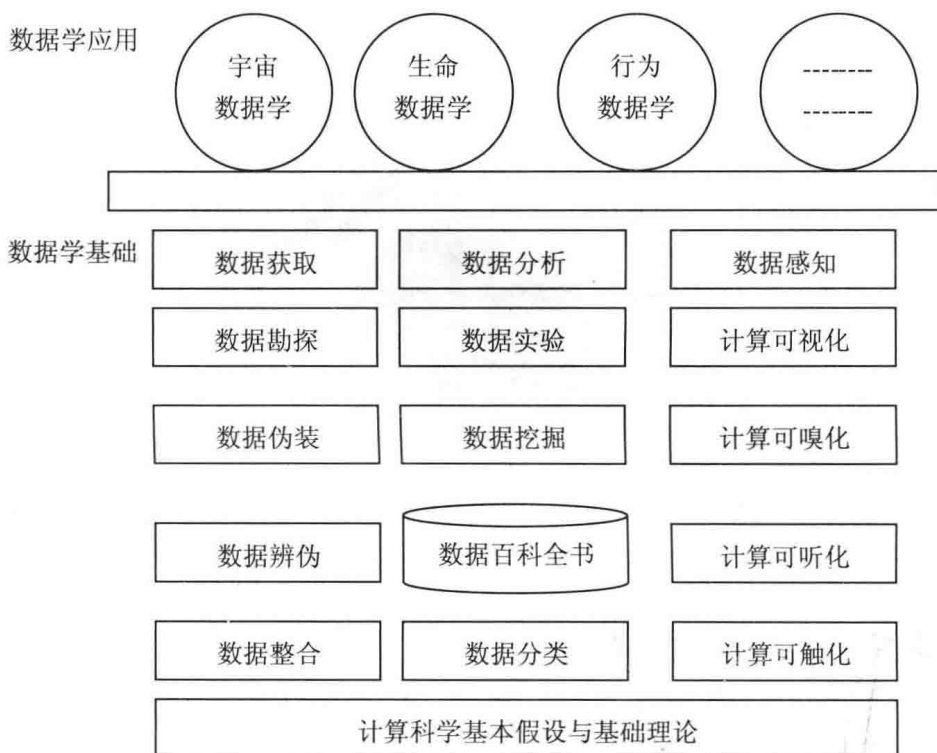 数据学应用
宇宙
数据学
生命
数据学
行为
数据学
--------
--------
数据学基础
数据获取
数据分析
数据感知
数据勘探
数据实验
计算可视化
数据伪装
数据挖掘
计算可嗅化
数据辨伪
数据百科全书
计算可听化
数据整合
数据分类
计算可触化
计算科学基本假设与基础理论